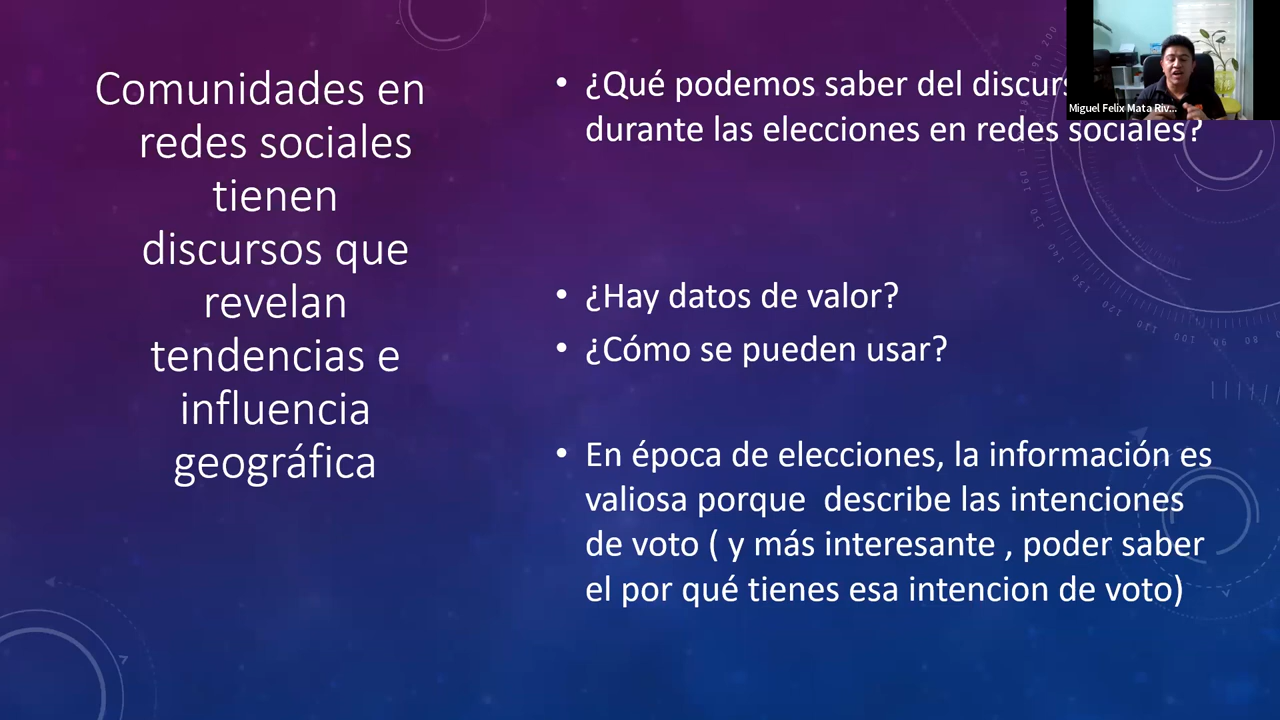 Comunidades en
redes sociales
tienen
discursos que
revelan
tendencias e
influencia
geográfica
• ¿Qué podemos saber del
durante las elecciones en redes sociales?
• ¿Hay datos de valor?
• ¿Cómo se pueden usar?
• En época de elecciones, la información es
valiosa porque describe las intenciones
de voto ( y más interesante , poder saber
el por qué tienes esa intencion de voto)
Miguel Felix Mata Riv...